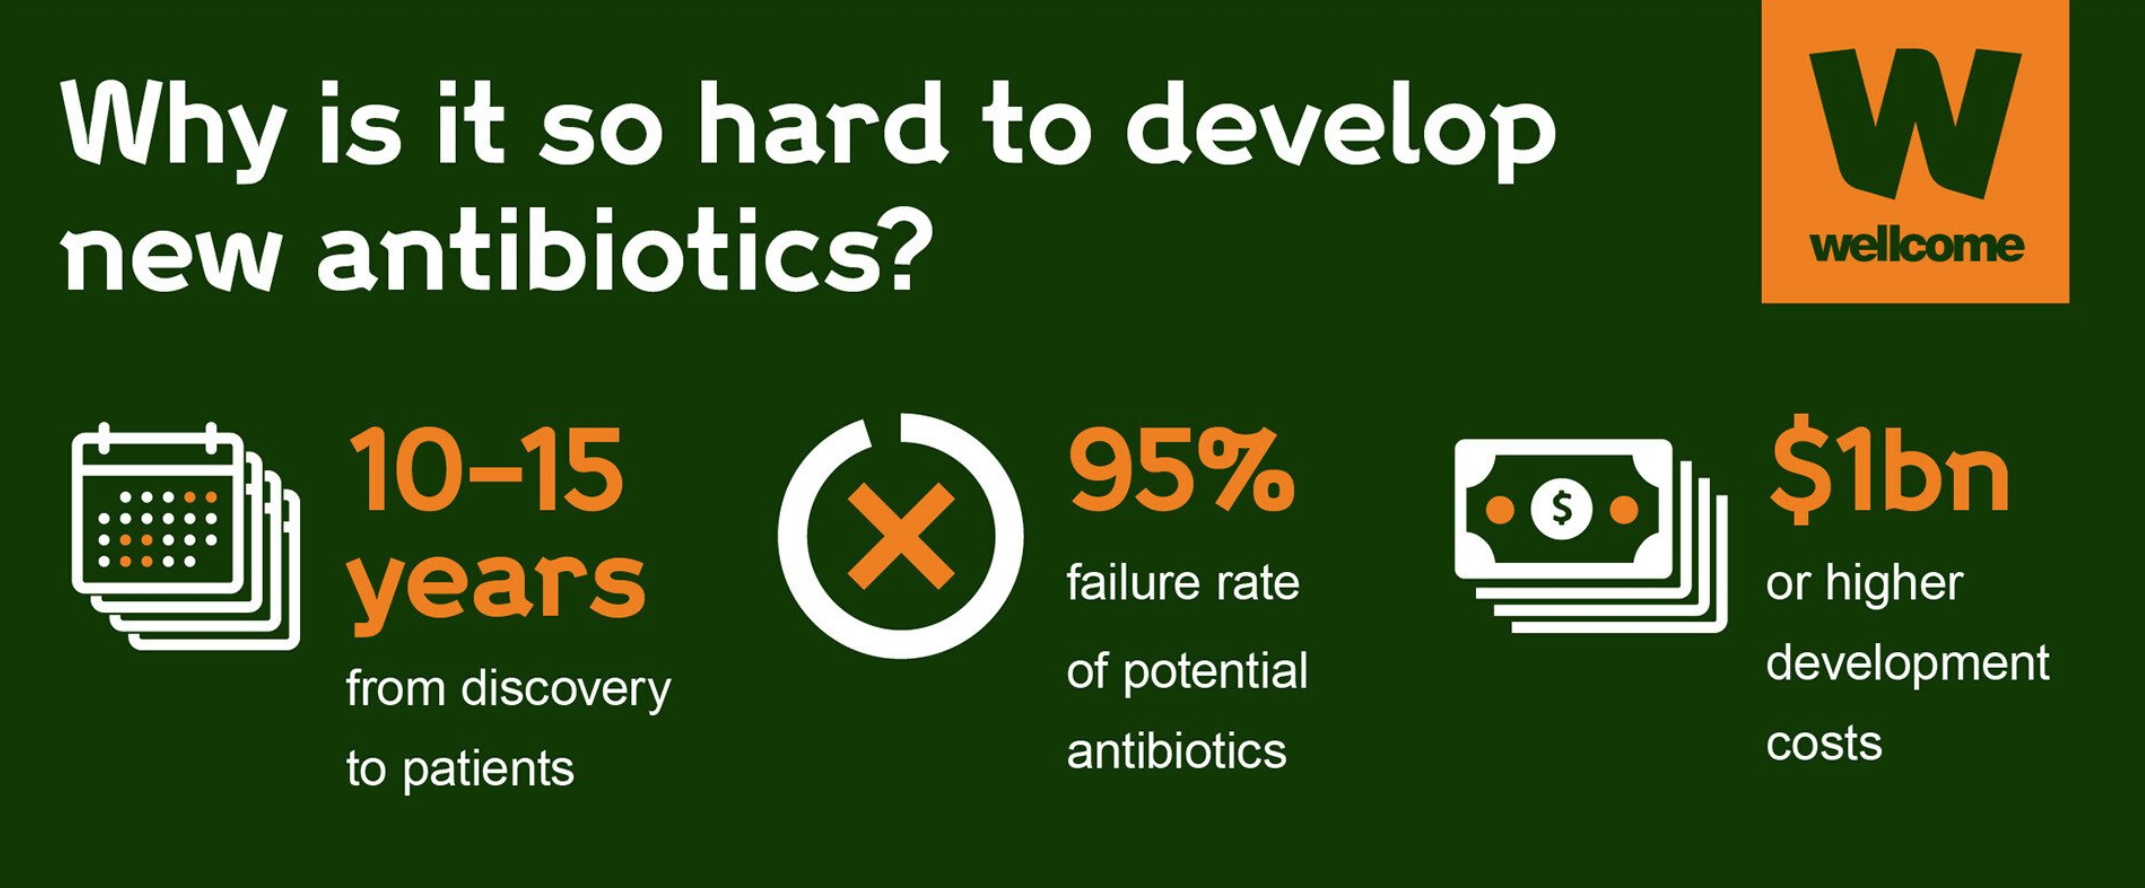 Why is it so hard to develop
new antibiotics?
W
wellcome
10–15
years
from discovery
to patients
95%
failure rate
of potential
antibiotics
$
$1bn
or higher
development
costs